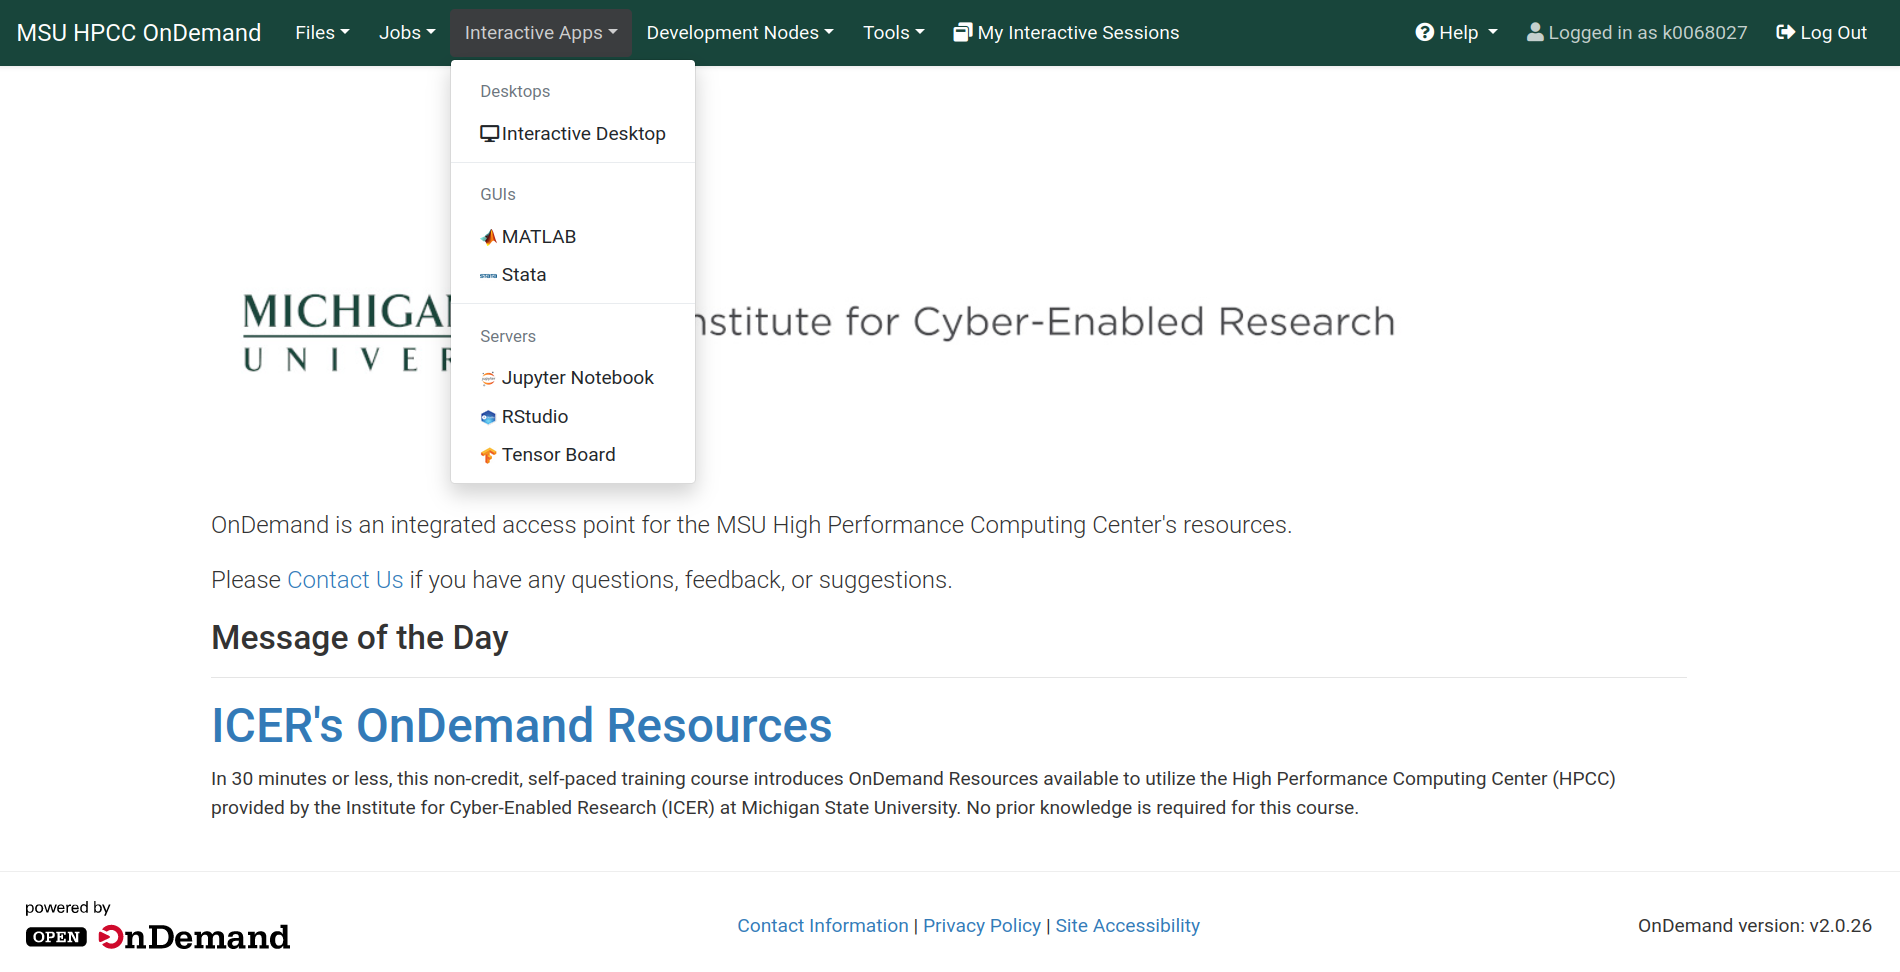 MSU HPCC OnDemand Files Jobs Interactive Apps Development Nodes Tools My Interactive Sessions Help Logged in as k0068027 Log Out
Desktops
Interactive Desktop
GUIs
MATLAB
Stata
Servers
Jupyter Notebook
RStudio
Tensor Board
Institute for Cyber-Enabled Research
OnDemand is an integrated access point for the MSU High Performance Computing Center's resources.
Please Contact Us if you have any questions, feedback, or suggestions.
Message of the Day
ICER's OnDemand Resources
In 30 minutes or less, this non-credit, self-paced training course introduces OnDemand Resources available to utilize the High Performance Computing Center (HPCC)
provided by the Institute for Cyber-Enabled Research (ICER) at Michigan State University. No prior knowledge is required for this course.
powered by
OPEN OnDemand
Contact Information | Privacy Policy | Site Accessibility
OnDemand version: v2.0.26